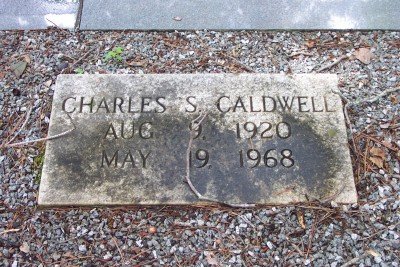 CHARLES S. CALDWELL
AUG 9, 1920
MAY 19, 1968